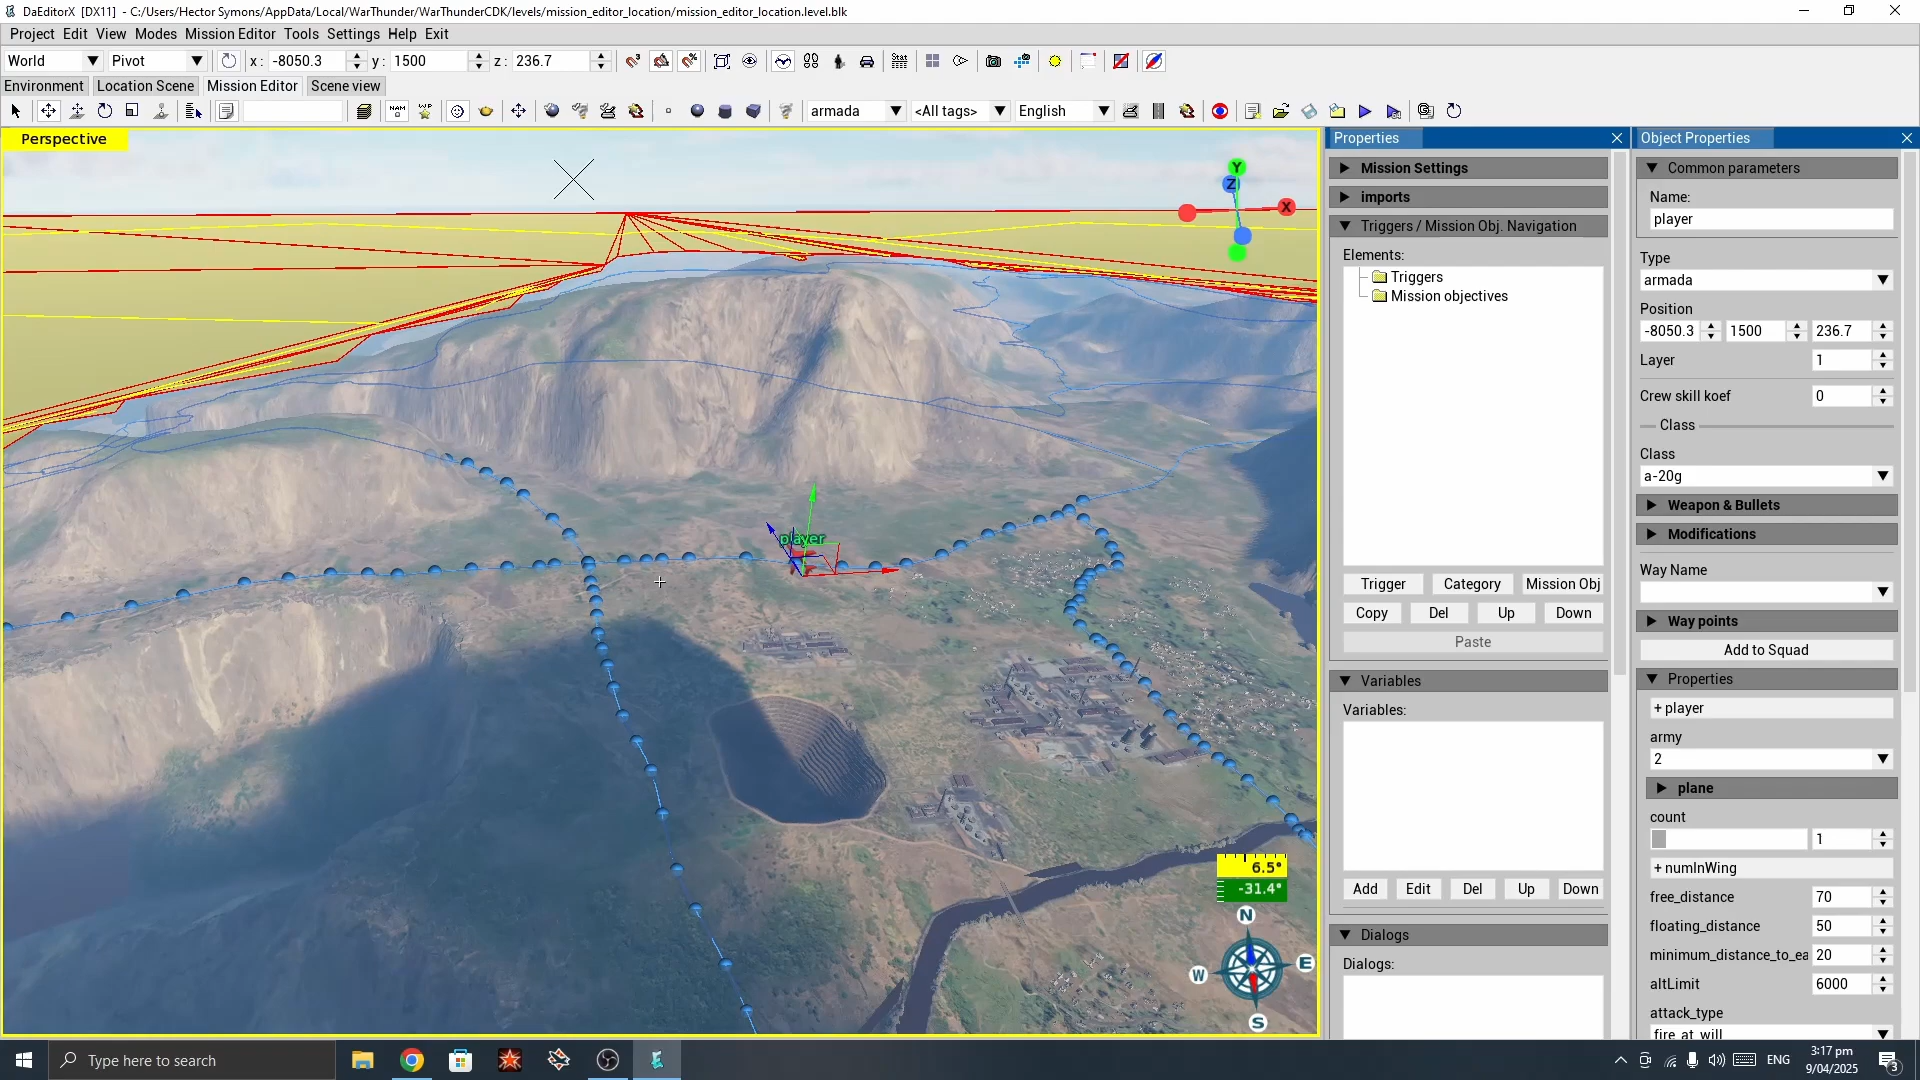 DaEditorX [DX11] - C:/Users/Hector Symons/AppData/Local/WarThunder/WarThunderCDK/levels/mission_editor_location/mission_editor_location.level.blk
Project Edit View Modes Mission Editor Tools Settings Help Exit
World Pivot x : -8050.3 y : 1500 z : 236.7
Environment Location Scene Mission Editor Scene view
armada <All tags> English
Perspective
player
Y
Z
X
6.5°
-31.4°
N
W
E
S
Properties
Mission Settings
imports
Triggers / Mission Obj. Navigation
Elements:
Triggers
Mission objectives
Trigger Category Mission Obj
Copy Del Up Down
Paste
Variables
Variables:
Add Edit Del Up Down
Dialogs
Dialogs:
Object Properties
Common parameters
Name:
player
Type
armada
Position
-8050.3 1500 236.7
Layer 1
Crew skill koef 0
Class
Class
a-20g
Weapon & Bullets
Modifications
Way Name
Way points
Add to Squad
Properties
+ player
army
2
plane
count
1
+ numInWing
free_distance 70
floating_distance 50
minimum_distance_to_ea 20
altLimit 6000
attack_type
fire_at_will
Type here to search
ENG
3:17 pm
9/04/2025
3